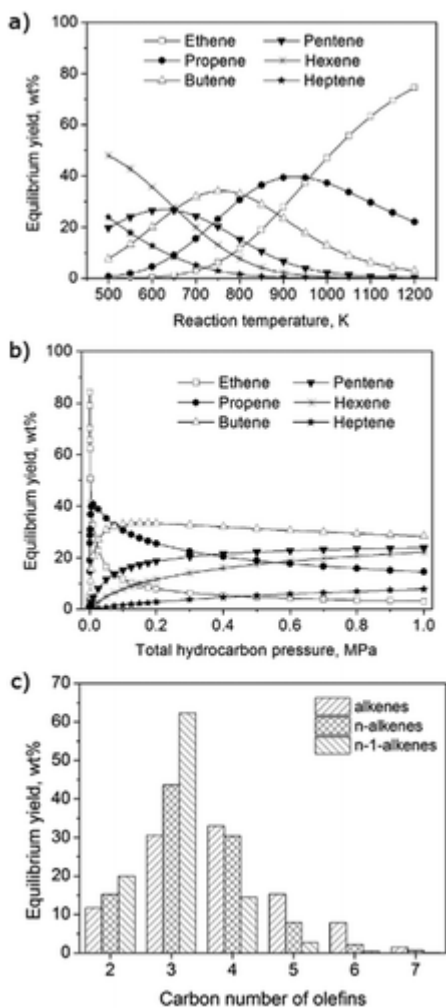 a)
Ethene Pentene
Propene Hexene
Butene Heptene
Equilibrium yield, wt%
100
80
60
40
20
0
500 600 700 800 900 1000 1200
Reaction temperature, K
b)
Ethene Pentene
Propene Hexene
Butene Heptene
Equilibrium yield, wt%
100
80
60
40
20
0
0.0 0.2 0.4 0.6 0.8 1.0
Total hydrocarbon pressure, MPa
c)
alkenes
n-alkenes
n-1-alkenes
Equilibrium yield, wt%
70
60
50
40
30
20
10
0
2 3 4 5 6 7
Carbon number of olefins